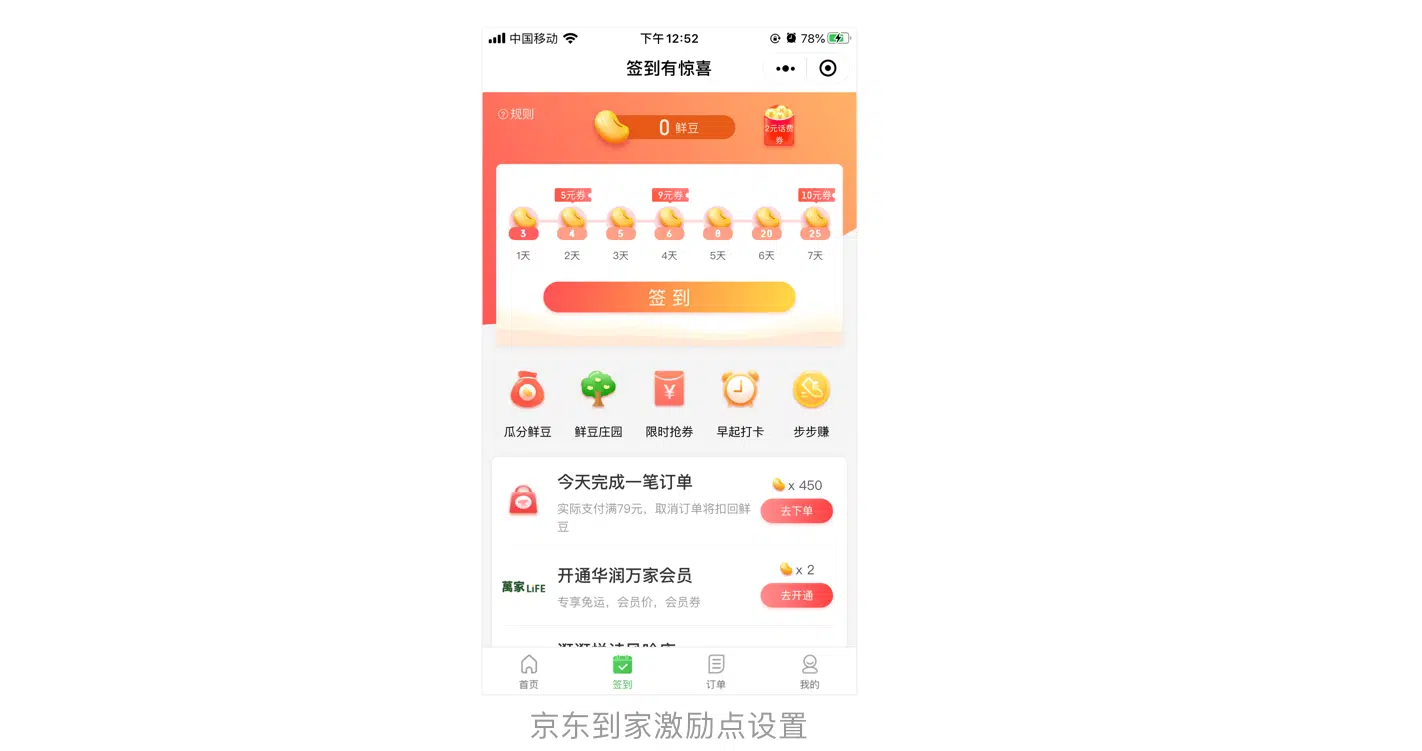 中国移动
下午12:52
78%
签到有惊喜
规则
0 鲜豆
2元话费
券
5元券
9元券
10元券
3
4
5
6
8
20
25
1天
2天
3天
4天
5天
6天
7天
签到
瓜分鲜豆
鲜豆庄园
限时抢券
早起打卡
步步赚
今天完成一笔订单
实际支付满79元，取消订单将扣回鲜
豆
x 450
去下单
萬家LiFE
开通华润万家会员
专享免运，会员价，会员券
x 2
去开通
首页
签到
订单
我的
京东到家激励点设置